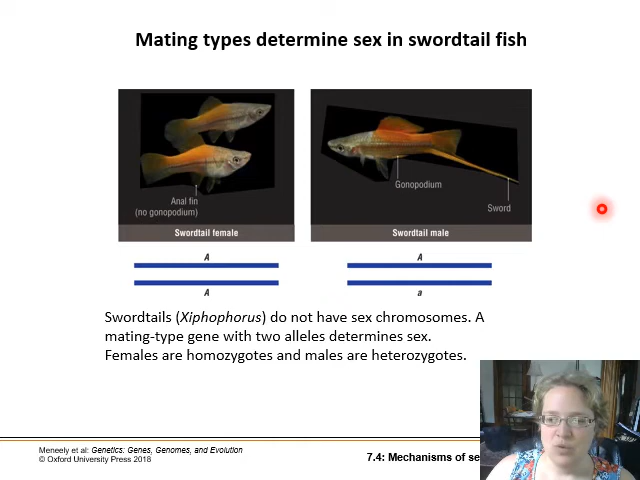 Mating types determine sex in swordtail fish
Anal fin
(no gonopodium)
Swordtail female
Gonopodium
Sword
Swordtail male
A
A
A
a
Swordtails (Xiphophorus) do not have sex chromosomes. A
mating-type gene with two alleles determines sex.
Females are homozygotes and males are heterozygotes.
Meneely et al: Genetics: Genes, Genomes, and Evolution
© Oxford University Press 2018
7.4: Mechanisms of se